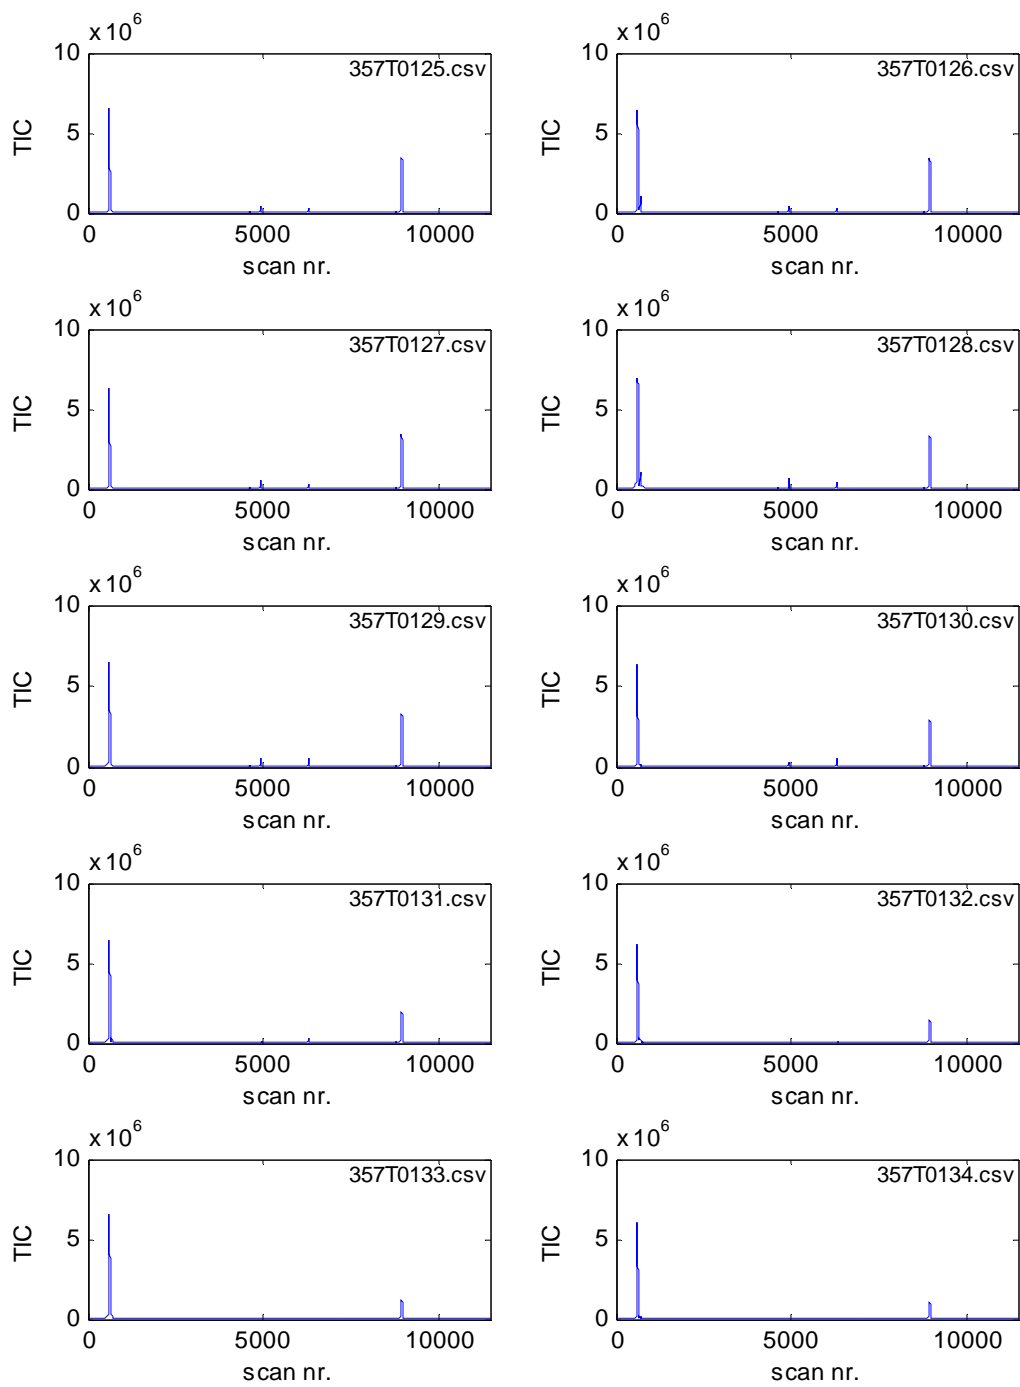 x 10^6
10
5
0
TIC
357T0125.csv
0 5000 10000
scan nr.
x 10^6
10
5
0
TIC
357T0126.csv
0 5000 10000
scan nr.
x 10^6
10
5
0
TIC
357T0127.csv
0 5000 10000
scan nr.
x 10^6
10
5
0
TIC
357T0128.csv
0 5000 10000
scan nr.
x 10^6
10
5
0
TIC
357T0129.csv
0 5000 10000
scan nr.
x 10^6
10
5
0
TIC
357T0130.csv
0 5000 10000
scan nr.
x 10^6
10
5
0
TIC
357T0131.csv
0 5000 10000
scan nr.
x 10^6
10
5
0
TIC
357T0132.csv
0 5000 10000
scan nr.
x 10^6
10
5
0
TIC
357T0133.csv
0 5000 10000
scan nr.
x 10^6
10
5
0
TIC
357T0134.csv
0 5000 10000
scan nr.